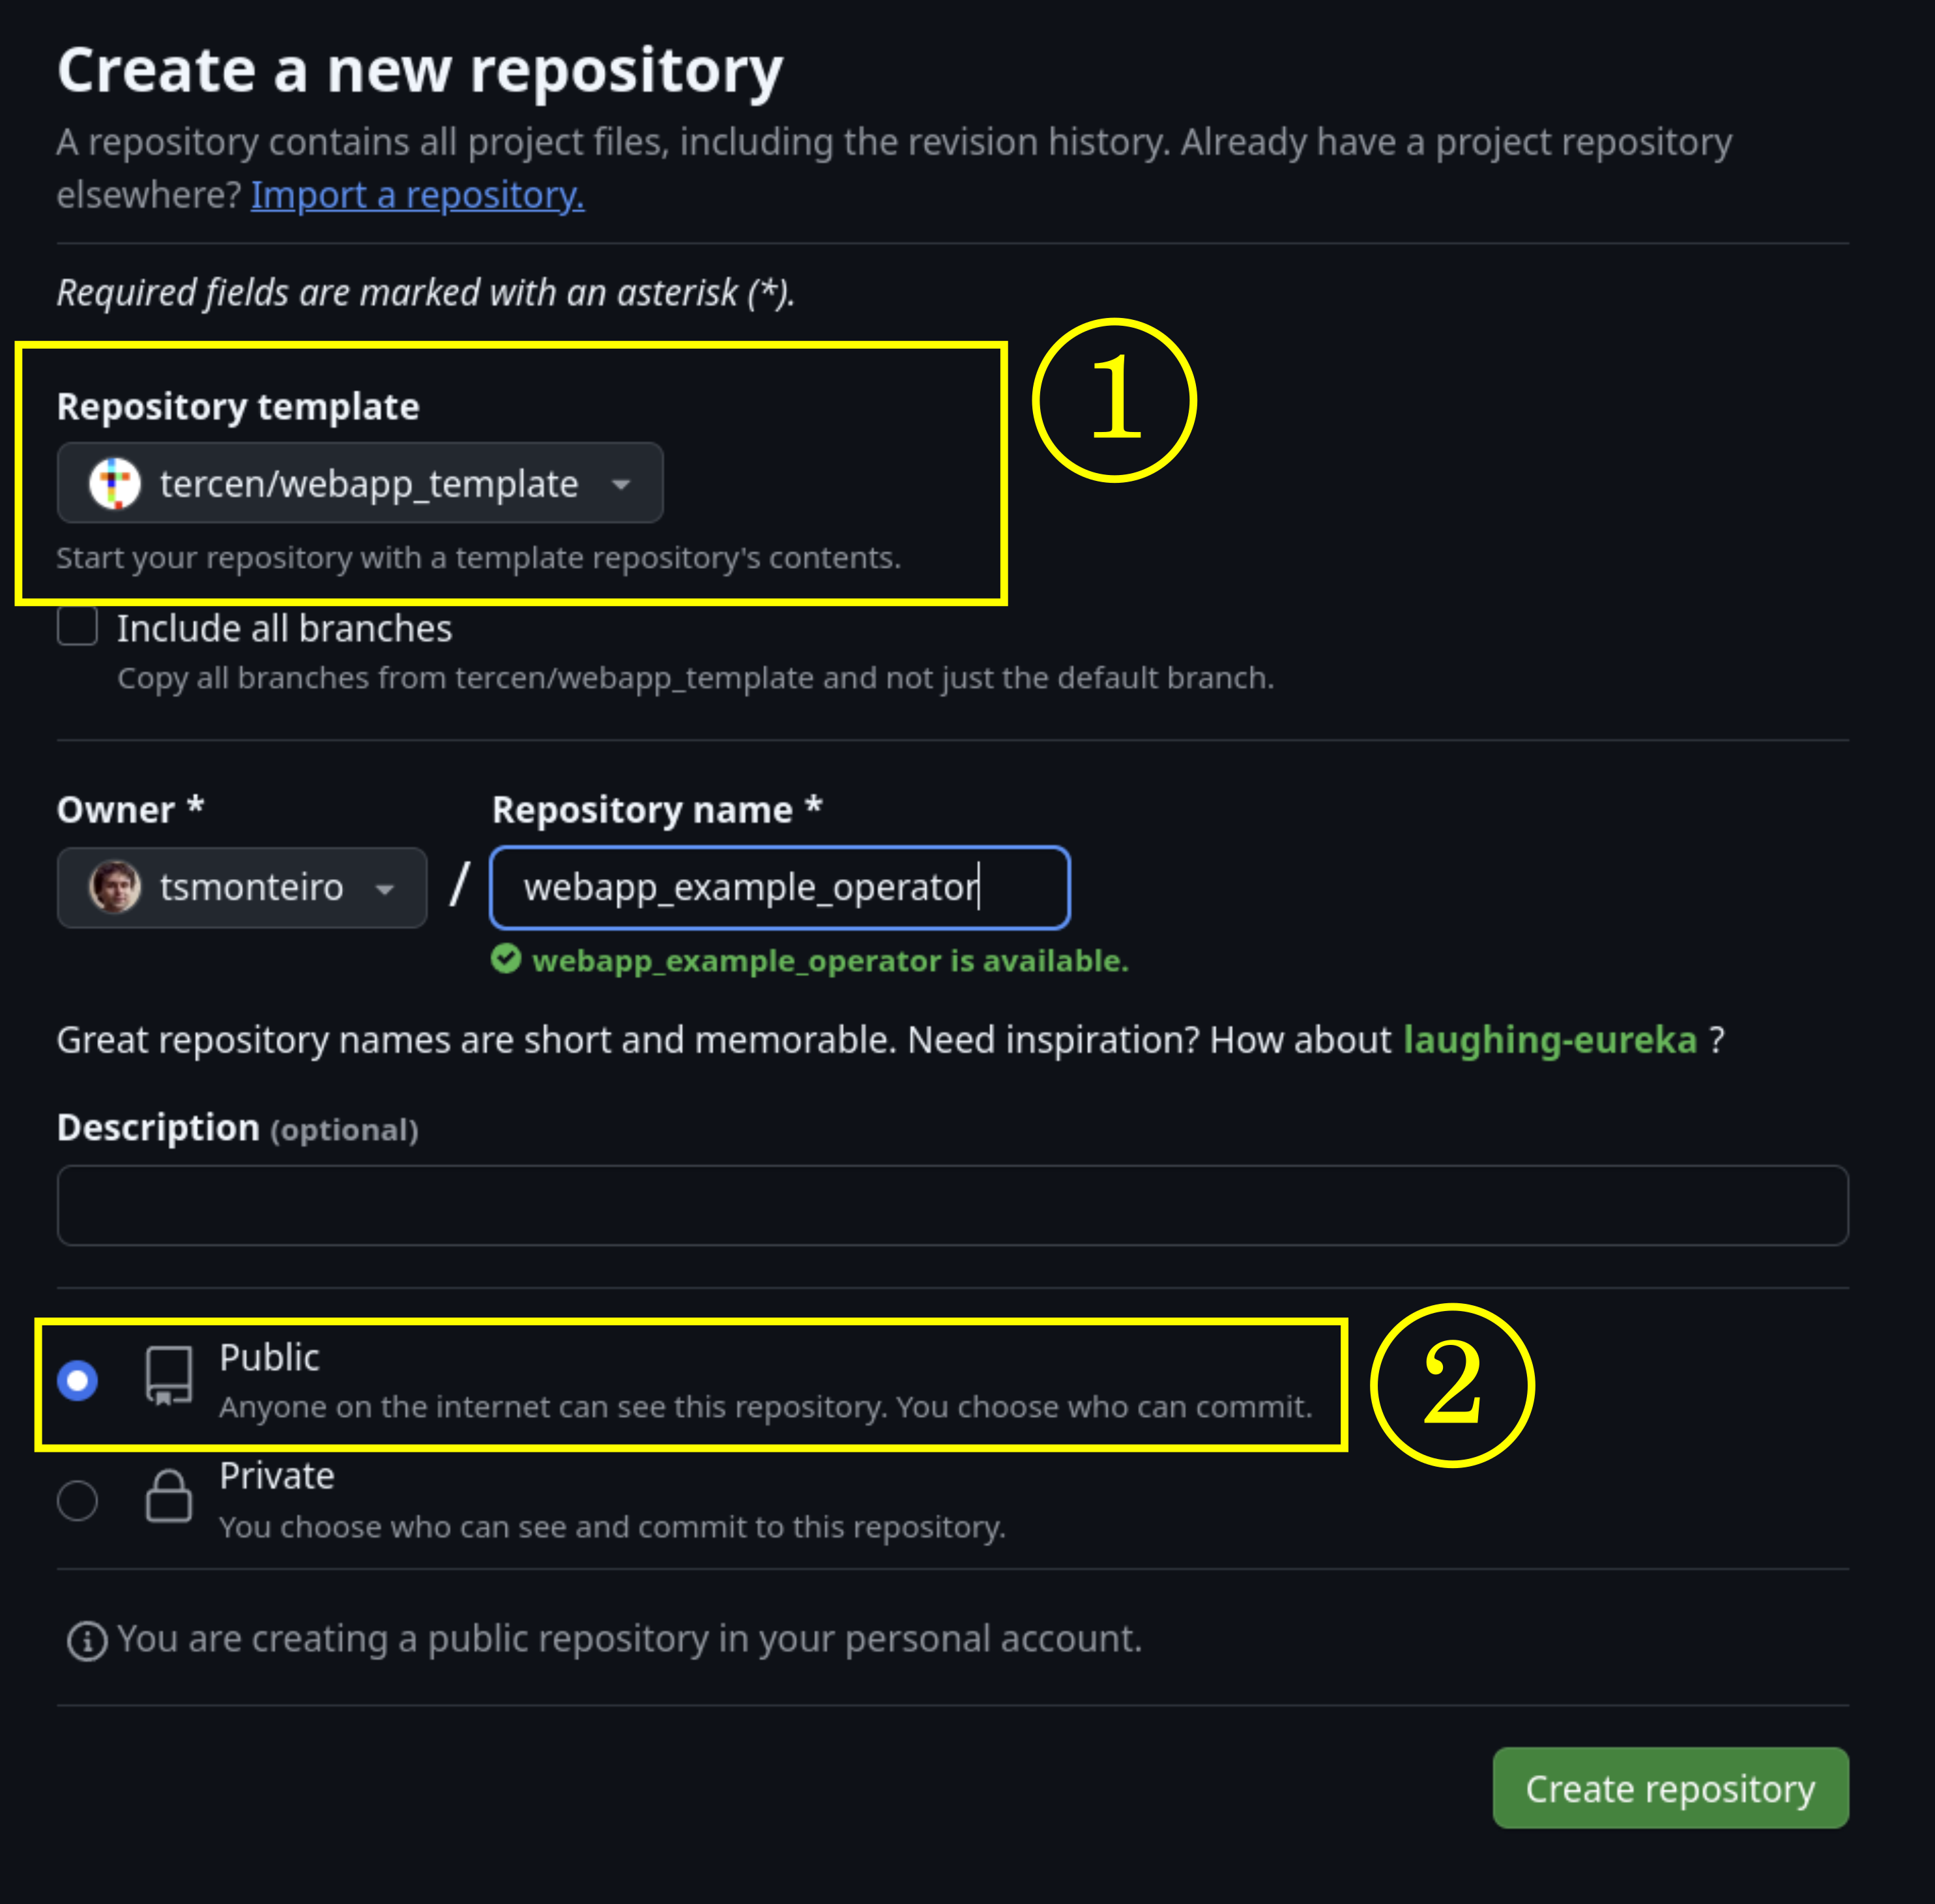 Create a new repository
A repository contains all project files, including the revision history. Already have a project repository
elsewhere? Import a repository.
Required fields are marked with an asterisk (*).
1
Repository template
tercen/webapp_template
Start your repository with a template repository's contents.
Include all branches
Copy all branches from tercen/webapp_template and not just the default branch.
Owner * Repository name *
tsmonteiro / webapp_example_operator
webapp_example_operator is available.
Great repository names are short and memorable. Need inspiration? How about laughing-eureka ?
Description (optional)
Public
Anyone on the internet can see this repository. You choose who can commit.
2
Private
You choose who can see and commit to this repository.
You are creating a public repository in your personal account.
Create repository